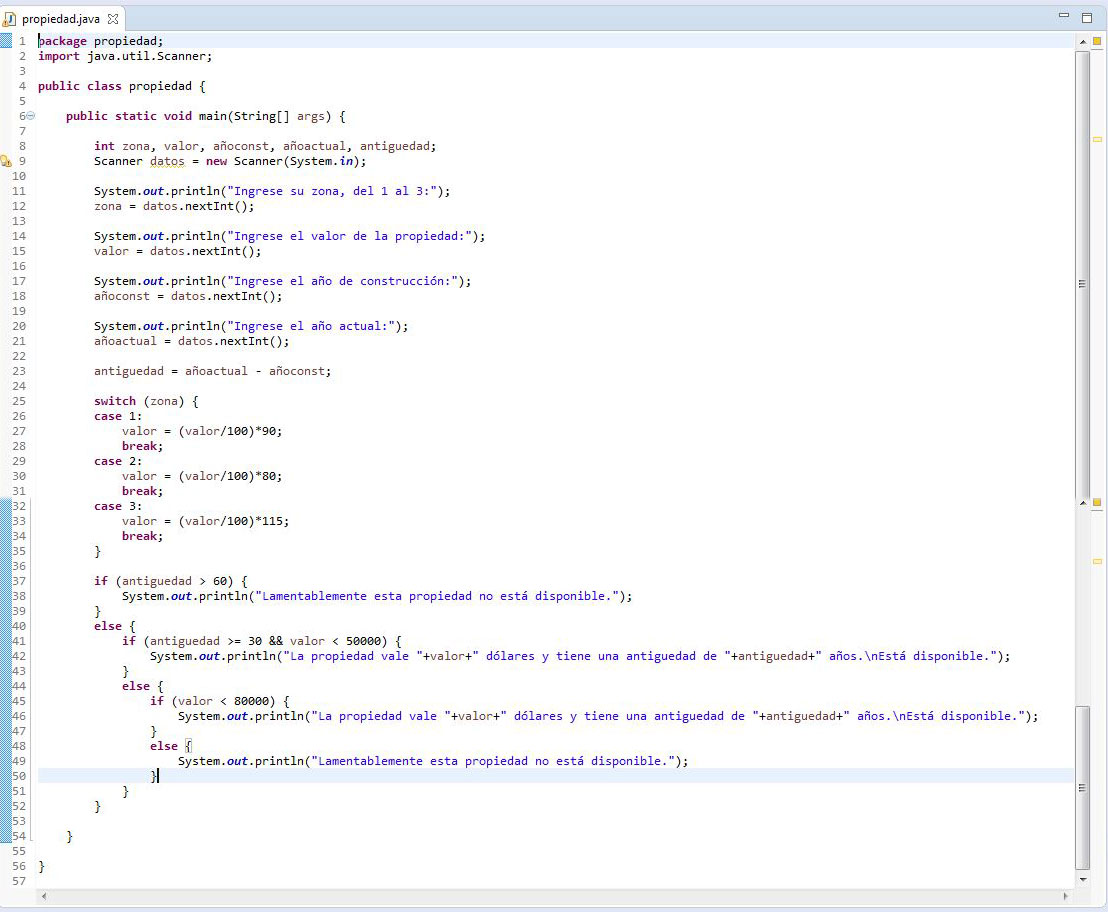 propiedad.java
1 package propiedad;
2 import java.util.Scanner;
3
4 public class propiedad {
5
6     public static void main(String[] args) {
7
8         int zona, valor, añoconst, añoactual, antiguedad;
9         Scanner datos = new Scanner(System.in);
10
11         System.out.println("Ingrese su zona, del 1 al 3:");
12         zona = datos.nextInt();
13
14         System.out.println("Ingrese el valor de la propiedad:");
15         valor = datos.nextInt();
16
17         System.out.println("Ingrese el año de construcción:");
18         añoconst = datos.nextInt();
19
20         System.out.println("Ingrese el año actual:");
21         añoactual = datos.nextInt();
22
23         antiguedad = añoactual - añoconst;
24
25         switch (zona) {
26         case 1:
27             valor = (valor/100)*90;
28             break;
29         case 2:
30             valor = (valor/100)*80;
31             break;
32         case 3:
33             valor = (valor/100)*115;
34             break;
35         }
36
37         if (antiguedad > 60) {
38             System.out.println("Lamentablemente esta propiedad no está disponible.");
39         }
40         else {
41             if (antiguedad >= 30 && valor < 50000) {
42                 System.out.println("La propiedad vale "+valor+" dólares y tiene una antiguedad de "+antiguedad+" años.\nEstá disponible.");
43             }
44             else {
45                 if (valor < 80000) {
46                     System.out.println("La propiedad vale "+valor+" dólares y tiene una antiguedad de "+antiguedad+" años.\nEstá disponible.");
47                 }
48                 else {
49                     System.out.println("Lamentablemente esta propiedad no está disponible.");
50                 }
51             }
52         }
53
54     }
55
56 }
57